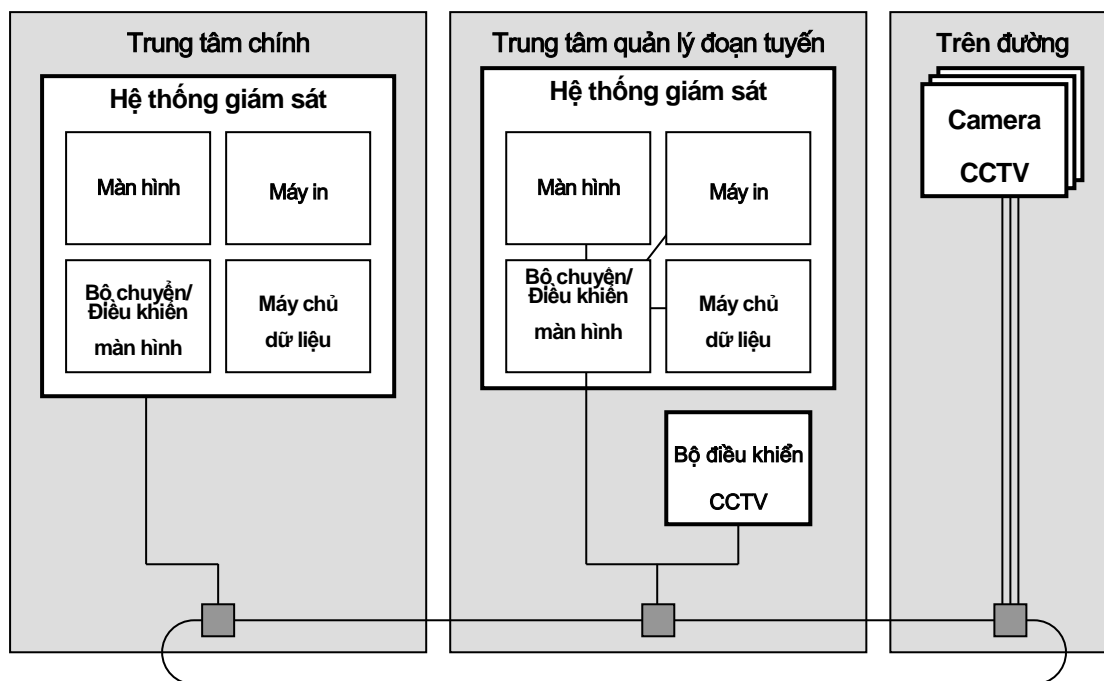 Trung tâm chính
Hệ thống giám sát
Màn hình
Máy in
Bộ chuyển/
Điều khiển
màn hình
Máy chủ
dữ liệu
Trung tâm quản lý đoạn tuyến
Hệ thống giám sát
Màn hình
Máy in
Bộ chuyện/
Điều khiển
màn hình
Máy chủ
dữ liệu
Bộ điều khiển
CCTV
Trên đường
Camera
CCTV